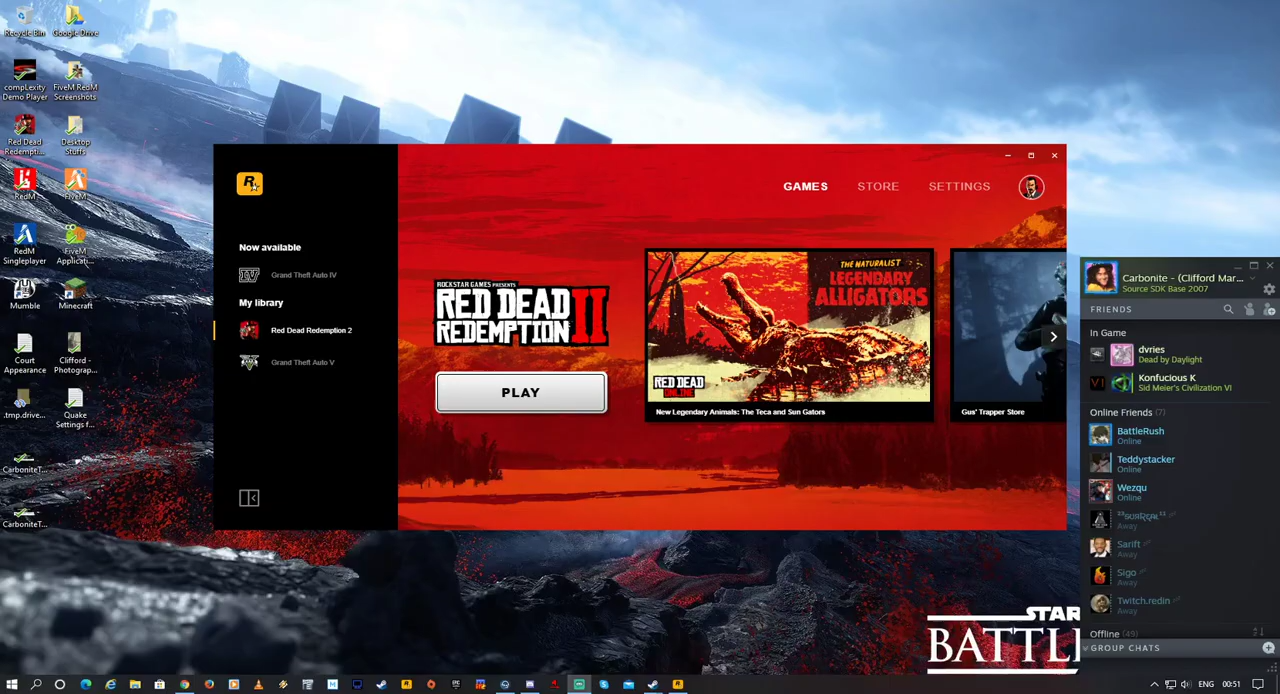 Recycle Bin
Google Drive
compLexity
Demo Player
FiveM RedM
Screenshots
Red Dead
Redempti...
Desktop
Stuffs
RedM
FiveM
RedM
Singleplayer
FiveM
Applicati...
Mumble
Minecraft
Court
Appearance
Clifford -
Photograp...
.tmp.drive...
Quake
Settings f...
CarboniteT...
CarboniteT...
R
Now available
IV
Grand Theft Auto IV
My library
Red Dead Redemption 2
Grand Theft Auto V
GAMES
STORE
SETTINGS
ROCKSTAR GAMES PRESENTS
RED DEAD
REDEMPTION II
PLAY
THE NATURALIST
LEGENDARY
ALLIGATORS
RED DEAD
ONLINE
New Legendary Animals: The Teca and Sun Gators
Gus' Trapper Store
Carbonite - (Clifford Mar...
Source SDK Base 2007
FRIENDS
In Game
dvries
Dead by Daylight
VI
Konfucious K
Sid Meier's Civilization VI
Online Friends (7)
BattleRush
Online
Teddystacker
Online
Wezqu
Online
Away
Sarift
Away
Sigo
Away
Twitch.redin
Away
Offline (49)
GROUP CHATS
STAR
BATTL
ENG
00:51